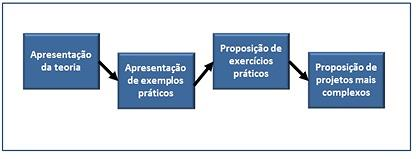 Apresentação
da teoria
Apresentação
de exemplos
práticos
Proposição de
exercícios
práticos
Proposição de
projetos mais
complexos